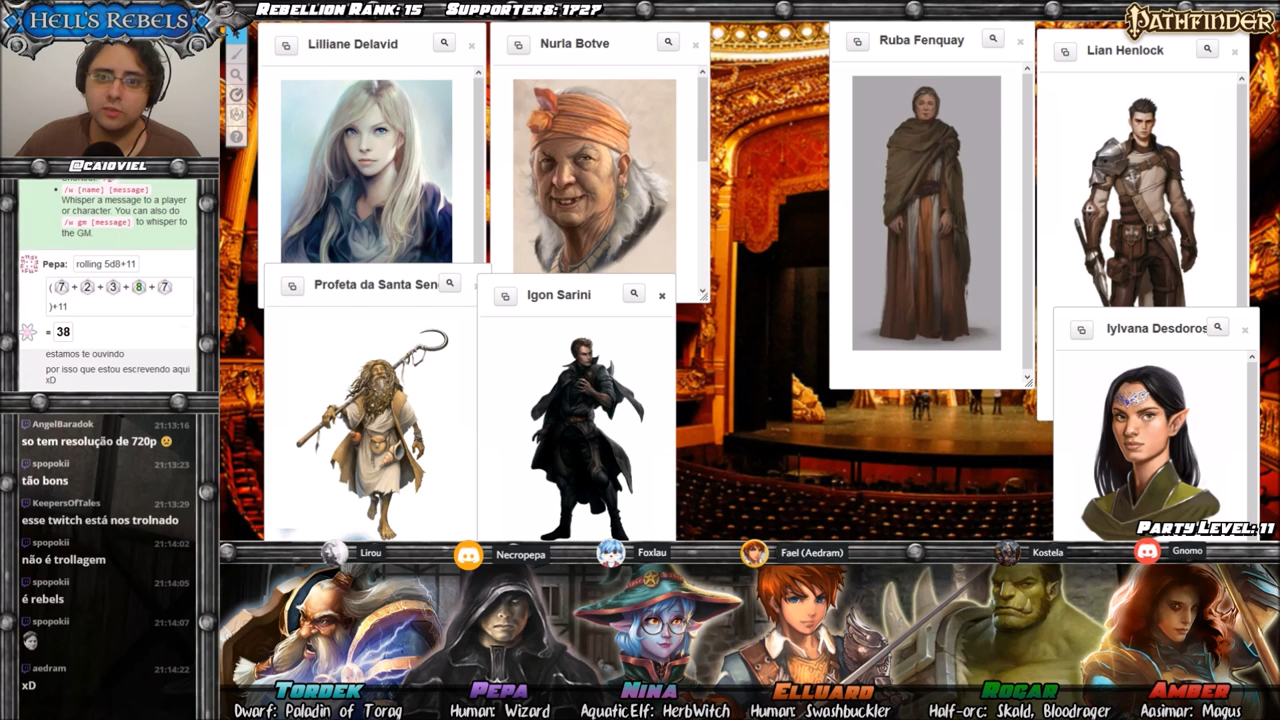 Hell's Rebels
Rebellion Rank: 15 Supporters: 1727
Pathfinder
@caioviel
Lilliane Delavid
Nurla Botve
Ruba Fenquay
Lian Henlock
Profeta da Santa Sen
Igon Sarini
Iylvana Desdoros
/w [name] [message]
Whisper a message to a player
or character. You can also do
/w gm [message] to whisper to
the GM.
Pepa: rolling 5d8+11
(7+2+3+8+7
)+11
= 38
estamos te ouvindo
por isso que estou escrevendo aqui
xD
AngelBaradok 21:13:16
so tem resolução de 720p
spopokii 21:13:23
tão bons
KeepersOfTales 21:13:29
esse twitch está nos trolnado
spopokii 21:14:02
não é trollagem
spopokii 21:14:05
é rebels
spopokii 21:14:07
aedram 21:14:22
xD
Party Level: 11
Lirou
Necropepa
Foxlau
Fael (Aedram)
Kostela
Gnomo
Tordek
Dwarf: Paladin of Torag
Pepa
Human: Wizard
Nina
AquaticElf: HerbWitch
Elluard
Human: Swashbuckler
Rogar
Half-orc: Skald, Bloodrager
Amber
Aasimar: Magus